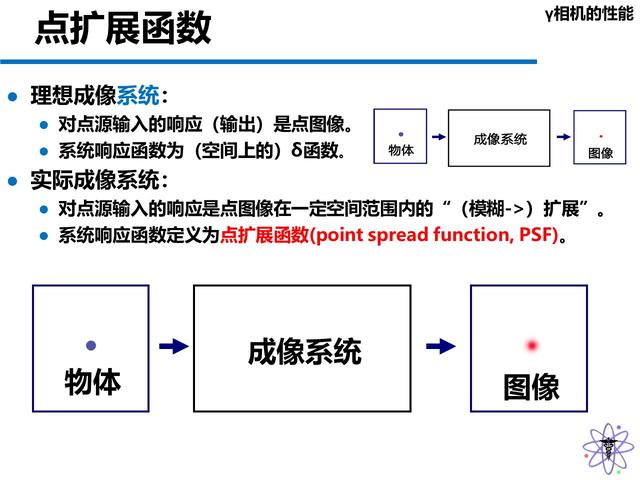 γ相机的性能
点扩展函数
● 理想成像系统：
● 对点源输入的响应（输出）是点图像。
● 系统响应函数为（空间上的）δ函数。
物体
成像系统
图像
● 实际成像系统：
● 对点源输入的响应是点图像在一定空间范围内的“（模糊->）扩展”。
● 系统响应函数定义为点扩展函数(point spread function, PSF)。
物体
成像系统
图像